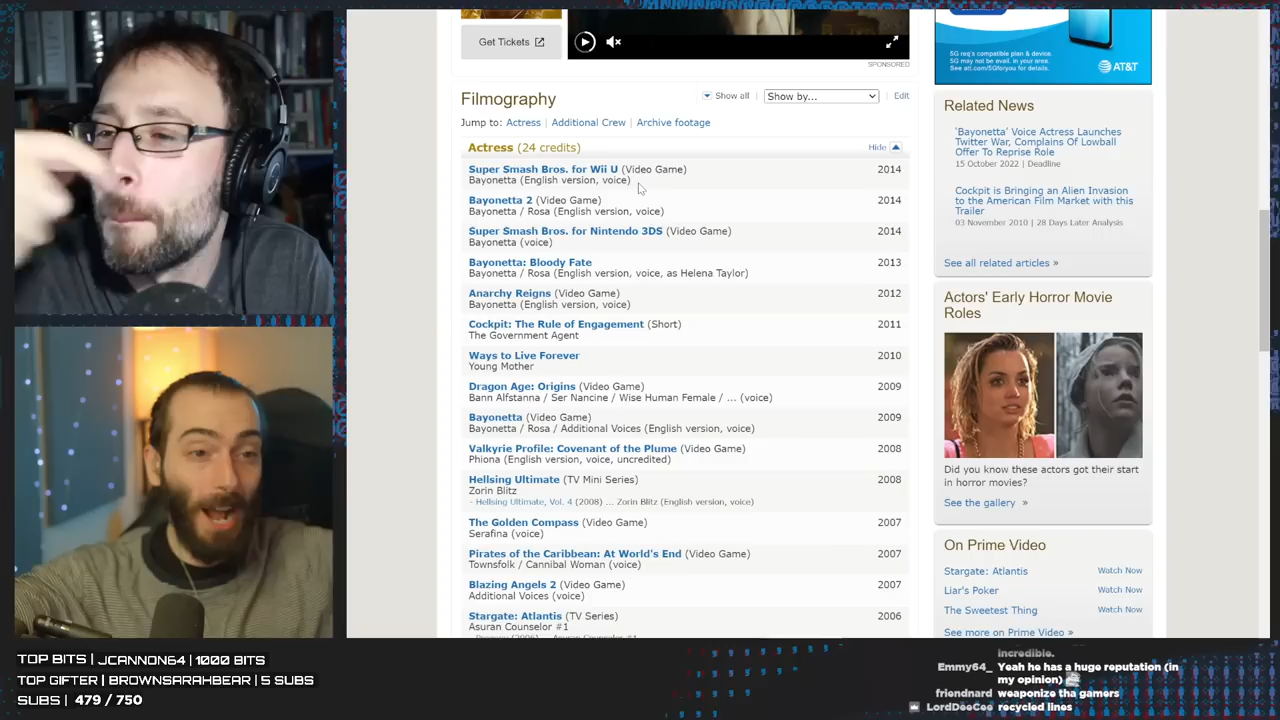 Get Tickets
SPONSORED
5G req's compatible plan & device.
5G may not be avail. in your area.
See att.com/5Gforyou for details.
AT&T
Filmography
Show all | Show by... | Edit
Jump to: Actress | Additional Crew | Archive footage
Actress (24 credits)
Hide
Super Smash Bros. for Wii U (Video Game) 2014
Bayonetta (English version, voice)
Bayonetta 2 (Video Game) 2014
Bayonetta / Rosa (English version, voice)
Super Smash Bros. for Nintendo 3DS (Video Game) 2014
Bayonetta (voice)
Bayonetta: Bloody Fate 2013
Bayonetta / Rosa (English version, voice, as Helena Taylor)
Anarchy Reigns (Video Game) 2012
Bayonetta (English version, voice)
Cockpit: The Rule of Engagement (Short) 2011
The Government Agent
Ways to Live Forever 2010
Young Mother
Dragon Age: Origins (Video Game) 2009
Bann Alfstanna / Ser Nancine / Wise Human Female / ... (voice)
Bayonetta (Video Game) 2009
Bayonetta / Rosa / Additional Voices (English version, voice)
Valkyrie Profile: Covenant of the Plume (Video Game) 2008
Phiona (English version, voice, uncredited)
Hellsing Ultimate (TV Mini Series) 2008
Zorin Blitz
- Hellsing Ultimate, Vol. 4 (2008) ... Zorin Blitz (English version, voice)
The Golden Compass (Video Game) 2007
Serafina (voice)
Pirates of the Caribbean: At World's End (Video Game) 2007
Townsfolk / Cannibal Woman (voice)
Blazing Angels 2 (Video Game) 2007
Additional Voices (voice)
Stargate: Atlantis (TV Series) 2006
Asuran Counselor #1
Related News
'Bayonetta' Voice Actress Launches
Twitter War, Complains Of Lowball
Offer To Reprise Role
15 October 2022 | Deadline
Cockpit is Bringing an Alien Invasion
to the American Film Market with this
Trailer
03 November 2010 | 28 Days Later Analysis
See all related articles »
Actors' Early Horror Movie
Roles
Did you know these actors got their start
in horror movies?
See the gallery »
On Prime Video
Stargate: Atlantis Watch Now
Liar's Poker Watch Now
The Sweetest Thing Watch Now
See more on Prime Video »
TOP BITS | JCANNON64 | 1000 BITS
TOP GIFTER | BROWNSARAHBEAR | 5 SUBS
SUBS | 479 / 750
incredible.
Emmy64_ Yeah he has a huge reputation (in
my opinion)
friendnard weaponize tha gamers
LordDeeCee recycled lines